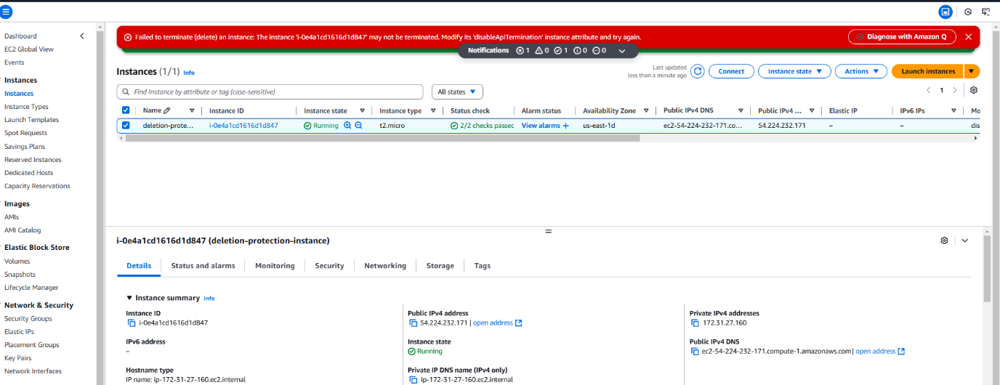 Failed to terminate (delete) an instance: The instance 'i-0e4a1cd1616d1d847' may not be terminated. Modify its 'disableApiTermination' instance attribute and try again.
Diagnose with Amazon Q
Notifications 1 0 1 0 0
Dashboard
EC2 Global View
Events
Instances
Instances
Instance Types
Launch Templates
Spot Requests
Savings Plans
Reserved Instances
Dedicated Hosts
Capacity Reservations
Images
AMIs
AMI Catalog
Elastic Block Store
Volumes
Snapshots
Lifecycle Manager
Network & Security
Security Groups
Elastic IPs
Placement Groups
Key Pairs
Network Interfaces
Instances (1/1) Info
Last updated
less than a minute ago
Connect
Instance state
Actions
Launch instances
Find Instance by attribute or tag (case-sensitive)
All states
1
Name Instance ID Instance state Instance type Status check Alarm status Availability Zone Public IPv4 DNS Public IPv4 ... Elastic IP IPv6 IPs Mo
deletion-prote... i-0e4a1cd1616d1d847 Running t2.micro 2/2 checks passec View alarms + us-east-1d ec2-54-224-232-171.co... 54.224.232.171 – – dis
i-0e4a1cd1616d1d847 (deletion-protection-instance)
Details Status and alarms Monitoring Security Networking Storage Tags
Instance summary Info
Instance ID
i-0e4a1cd1616d1d847
IPv6 address
–
Hostname type
IP name: ip-172-31-27-160.ec2.internal
Public IPv4 address
54.224.232.171 | open address
Instance state
Running
Private IP DNS name (IPv4 only)
ip-172-31-27-160.ec2.internal
Private IPv4 addresses
172.31.27.160
Public IPv4 DNS
ec2-54-224-232-171.compute-1.amazonaws.com | open address